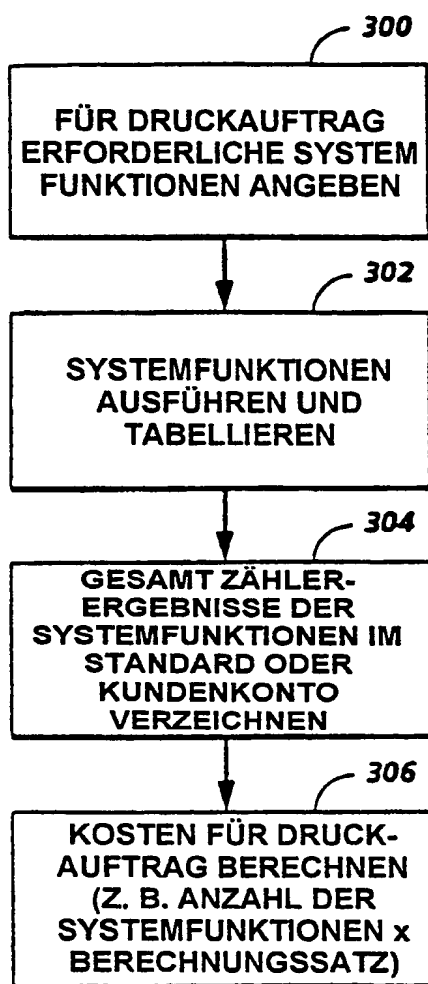 300
FÜR DRUCKAUFTRAG
ERFORDERLICHE SYSTEM
FUNKTIONEN ANGEBEN
302
SYSTEMFUNKTIONEN
AUSFÜHREN UND
TABELLIEREN
304
GESAMT ZÄHLER-
ERGEBNISSE DER
SYSTEMFUNKTIONEN IM
STANDARD ODER
KUNDENKONTO
VERZEICHNEN
306
KOSTEN FÜR DRUCK-
AUFTRAG BERECHNEN
(Z. B. ANZAHL DER
SYSTEMFUNKTIONEN x
BERECHNUNGSSATZ)